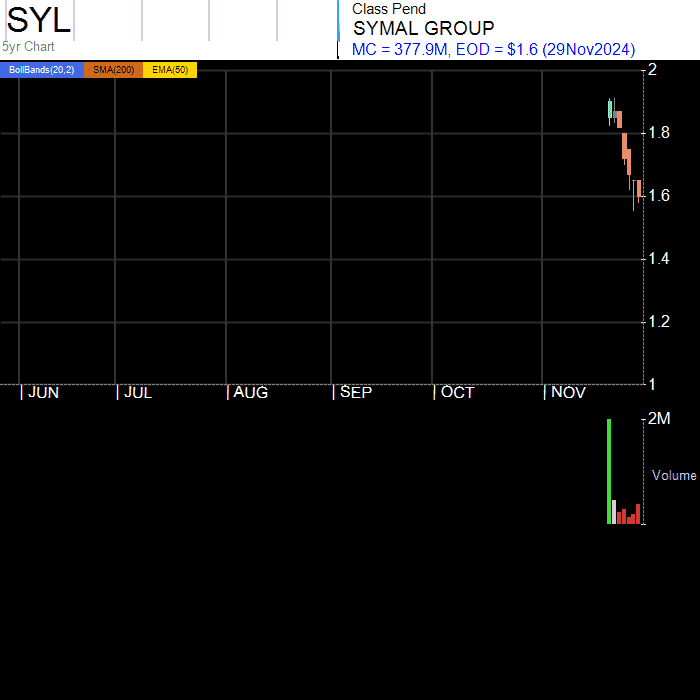 SYL
5yr Chart
Class Pend
SYMAL GROUP
MC = 377.9M, EOD = $1.6 (29Nov2024)
BollBands(20,2) SMA(200) EMA(50)
2
1.8
1.6
1.4
1.2
1
| JUN | JUL | AUG | SEP | OCT | NOV
2M
Volume